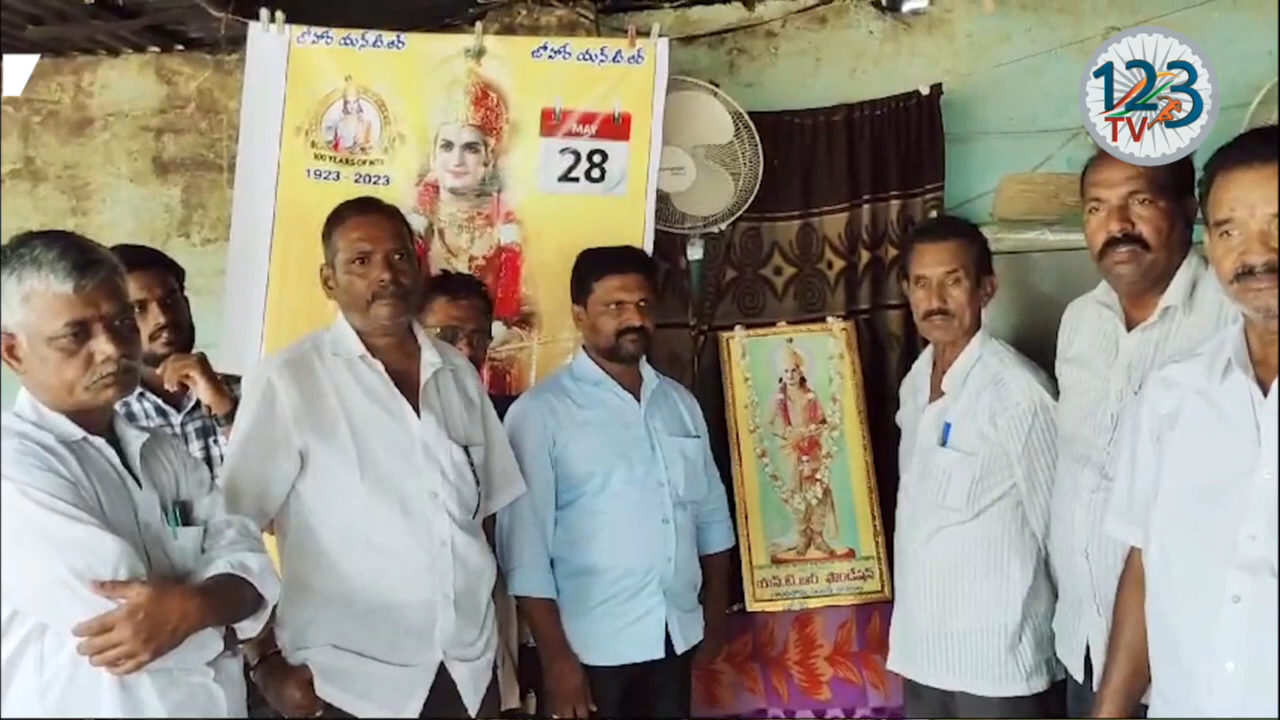 జోహార్ యన్.టి.ఆర్
జోహార్ యన్.టి.ఆర్
100 YEARS OF NTR
1923 - 2023
MAY
28
123
TV
యన్.టి.ఆర్ ఫౌండేషన్